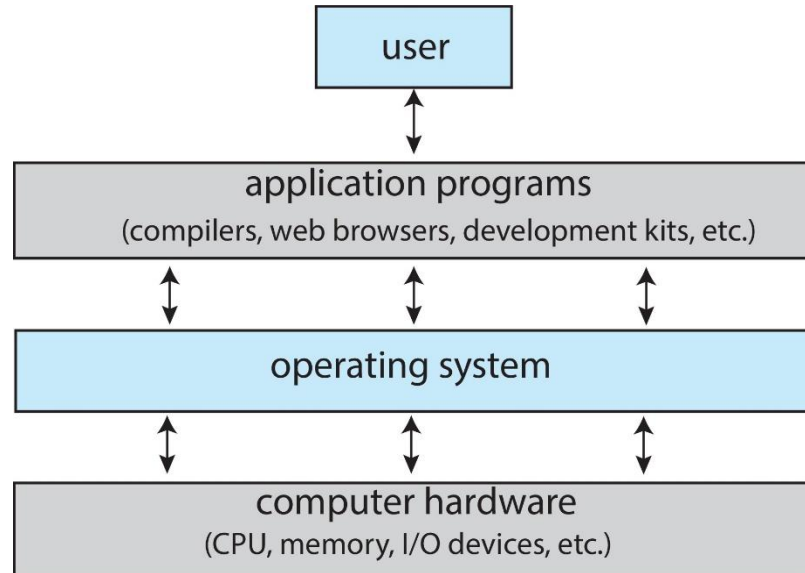 user
application programs
(compilers, web browsers, development kits, etc.)
operating system
computer hardware
(CPU, memory, I/O devices, etc.)